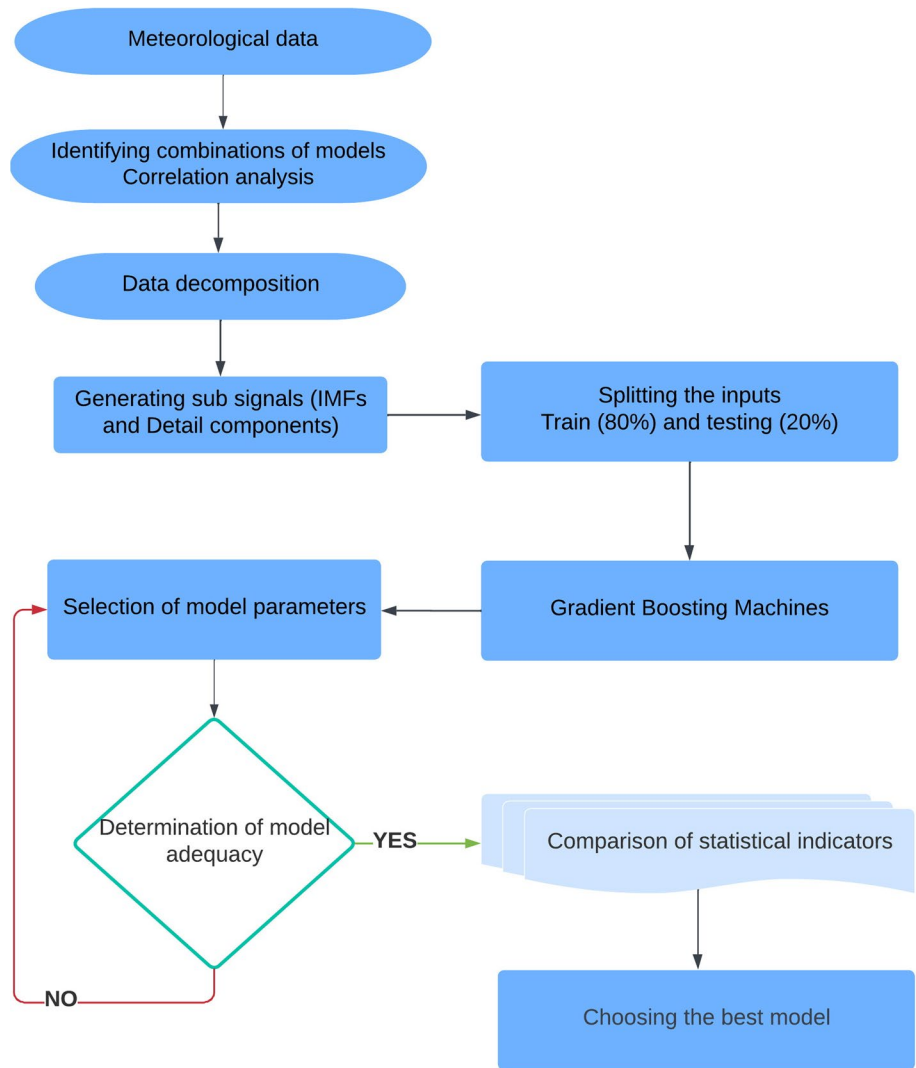 Meteorological data
Identifying combinations of models
Correlation analysis
Data decomposition
Generating sub signals (IMFs
and Detail components)
Splitting the inputs
Train (80%) and testing (20%)
Gradient Boosting Machines
Selection of model parameters
Determination of model
adequacy
YES
NO
Comparison of statistical indicators
Choosing the best model